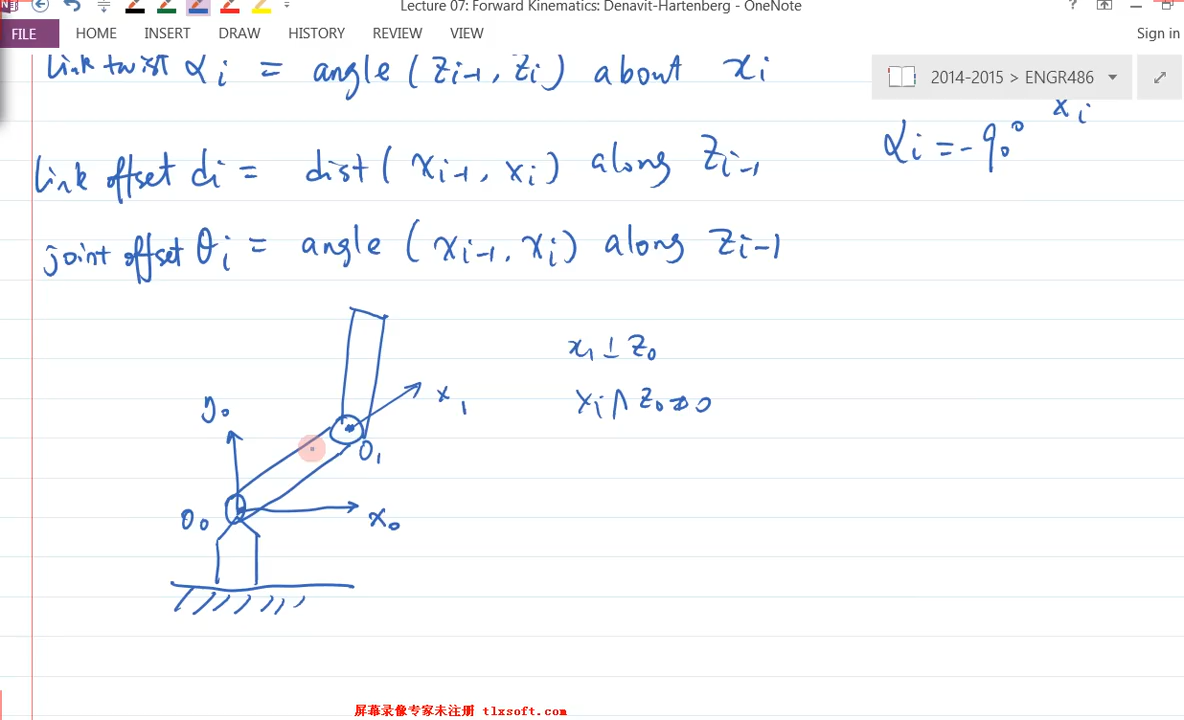 Lecture 07: Forward Kinematics: Denavit-Hartenberg - OneNote
FILE HOME INSERT DRAW HISTORY REVIEW VIEW Sign in
2014-2015 > ENGR486
link twist αi = angle (zi-1, zi) about xi
xi
αi = -90°
link offset di = dist (xi-1, xi) along zi-1
joint offset θi = angle (xi-1, xi) along zi-1
x1 ⊥ z0
y0
x1
O1
O0
x0
屏幕录像专家未注册 tlxsoft.com